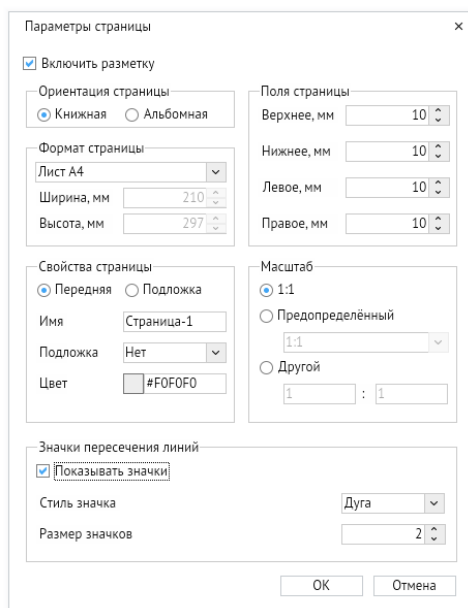 Параметры страницы
Включить разметку
Ориентация страницы
Книжная Альбомная
Формат страницы
Лист А4
Ширина, мм 210
Высота, мм 297
Поля страницы
Верхнее, мм 10
Нижнее, мм 10
Левое, мм 10
Правое, мм 10
Свойства страницы
Передняя Подложка
Имя Страница-1
Подложка Нет
Цвет #F0F0F0
Масштаб
1:1
Предопределённый
1:1
Другой
1 : 1
Значки пересечения линий
Показывать значки
Стиль значка Дуга
Размер значков 2
ОК Отмена